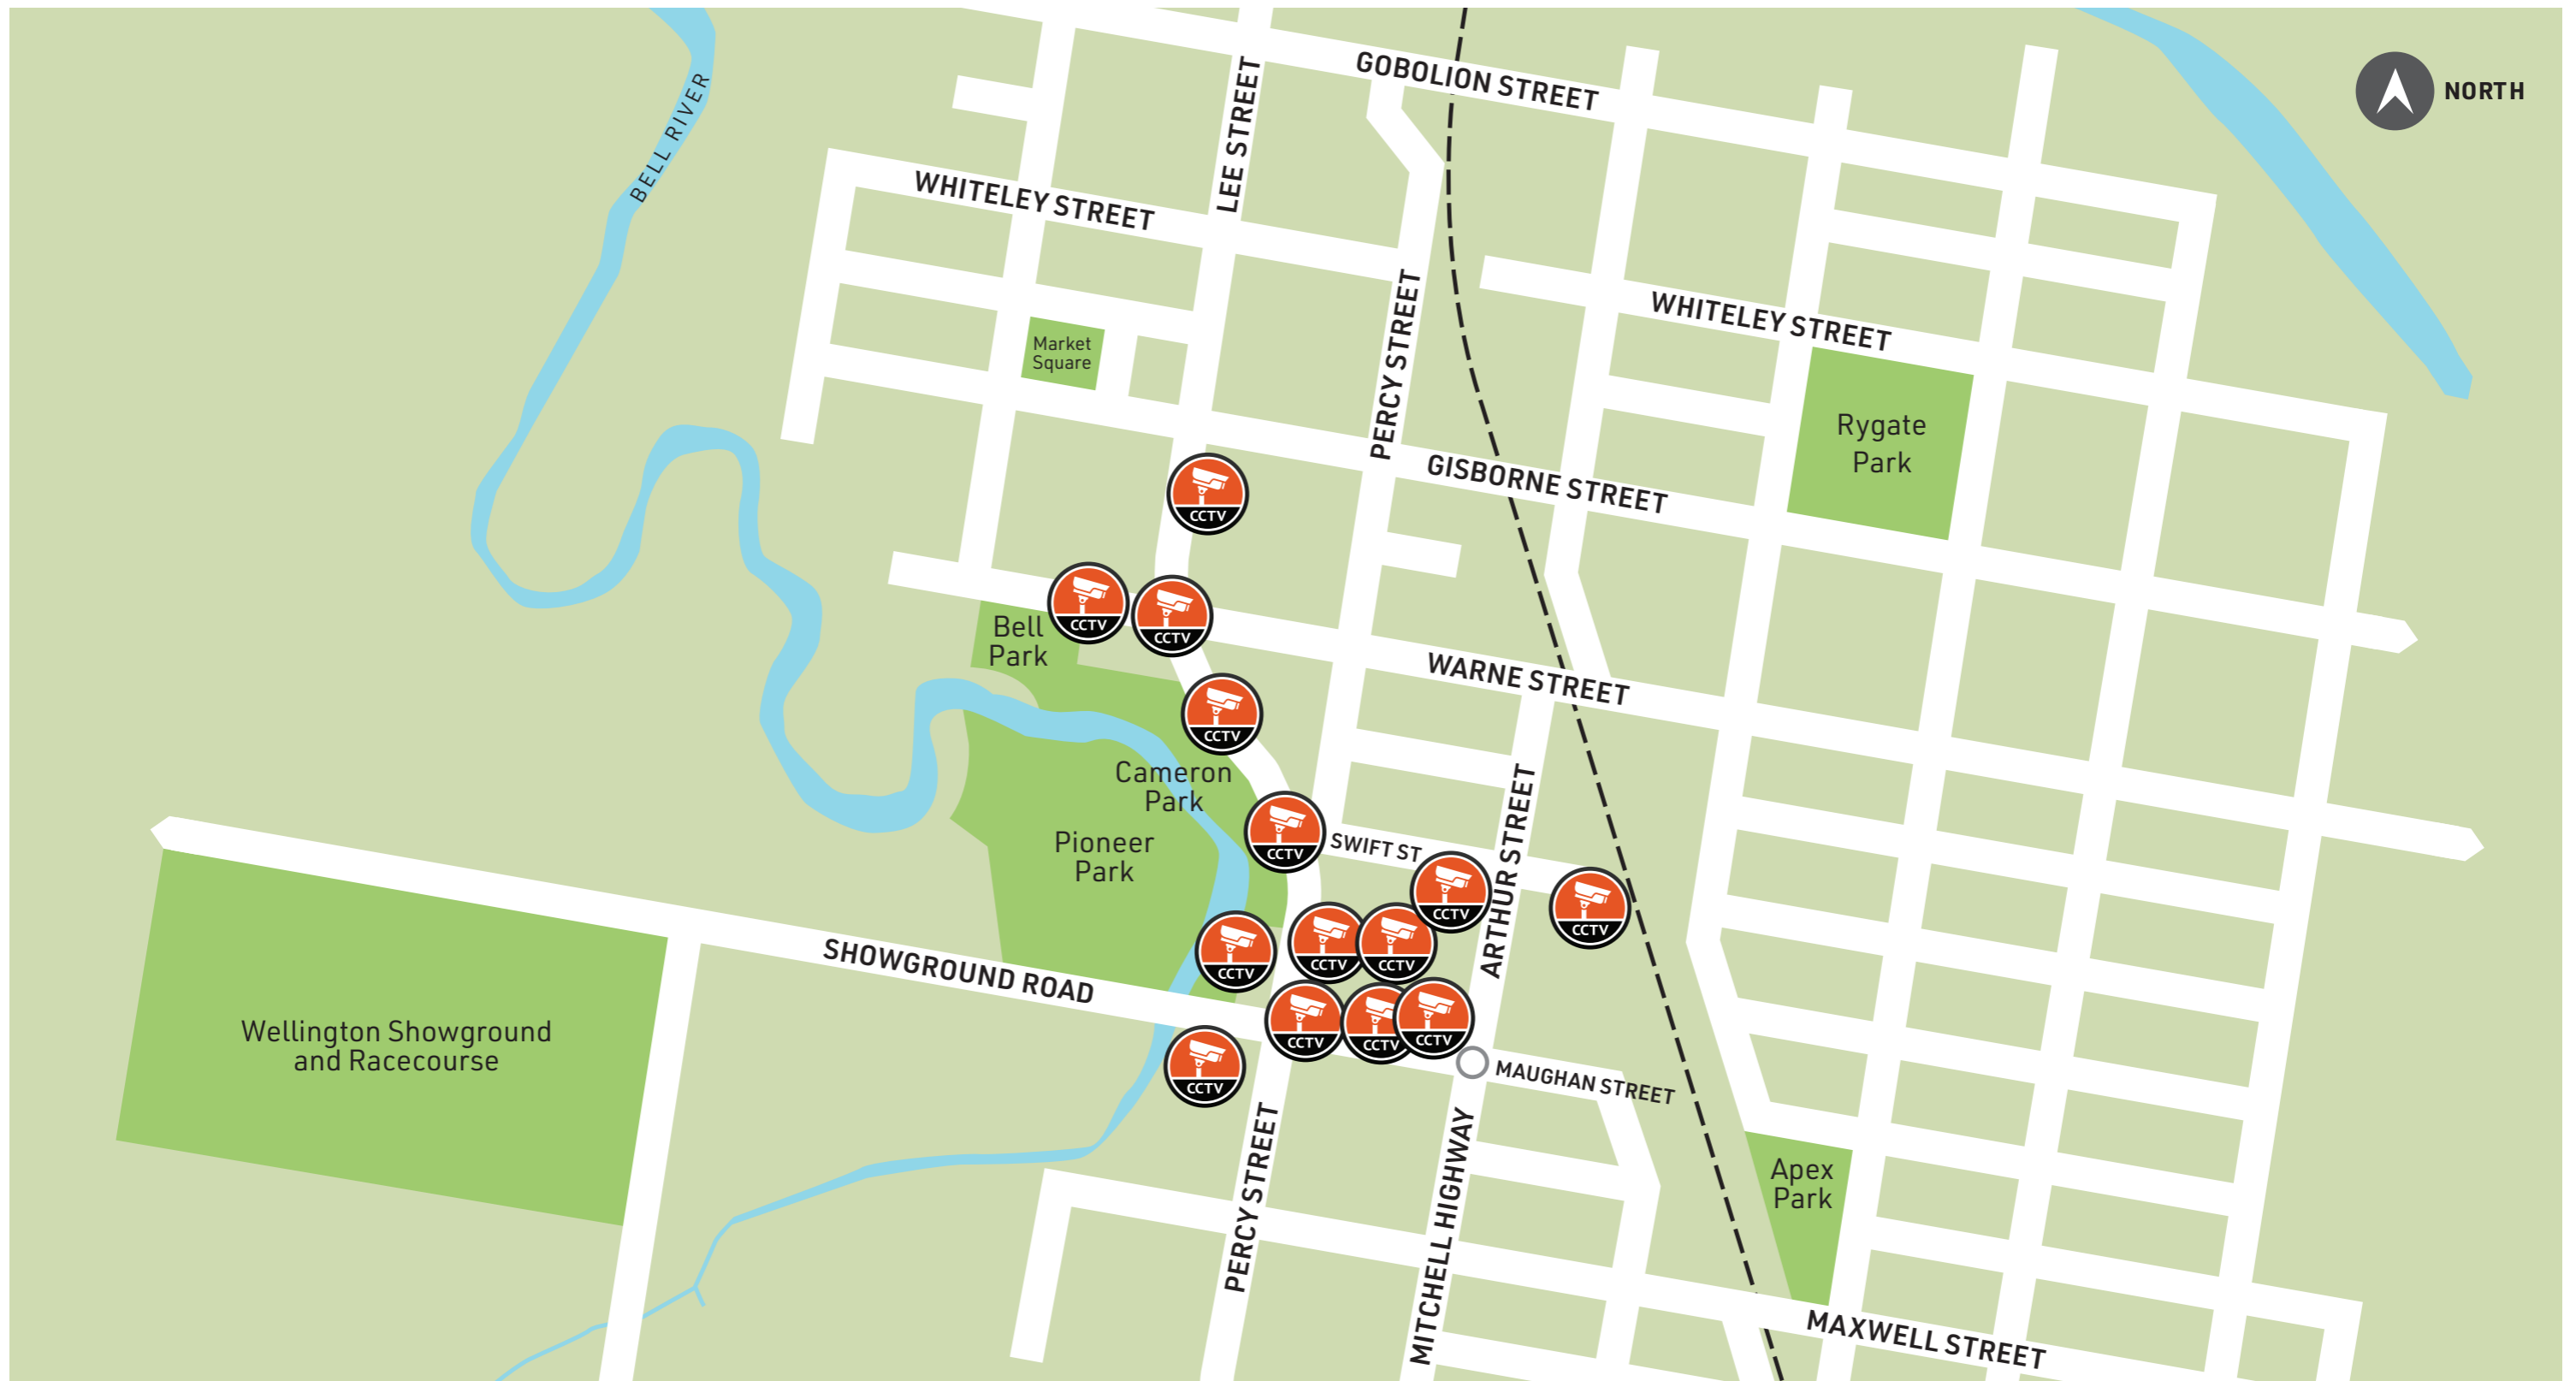 GOBOLION STREET
NORTH
BELL RIVER
LEE STREET
WHITELEY STREET
PERCY STREET
WHITELEY STREET
Market
Square
Rygate
Park
GISBORNE STREET
CCTV
CCTV
CCTV
Bell
Park
WARNE STREET
CCTV
Cameron
Park
Pioneer
Park
CCTV
SWIFT ST
ARTHUR STREET
CCTV
CCTV
SHOWGROUND ROAD
CCTV
CCTV
CCTV
CCTV
CCTV
CCTV
Wellington Showground
and Racecourse
CCTV
MAUGHAN STREET
PERCY STREET
MITCHELL HIGHWAY
Apex
Park
MAXWELL STREET